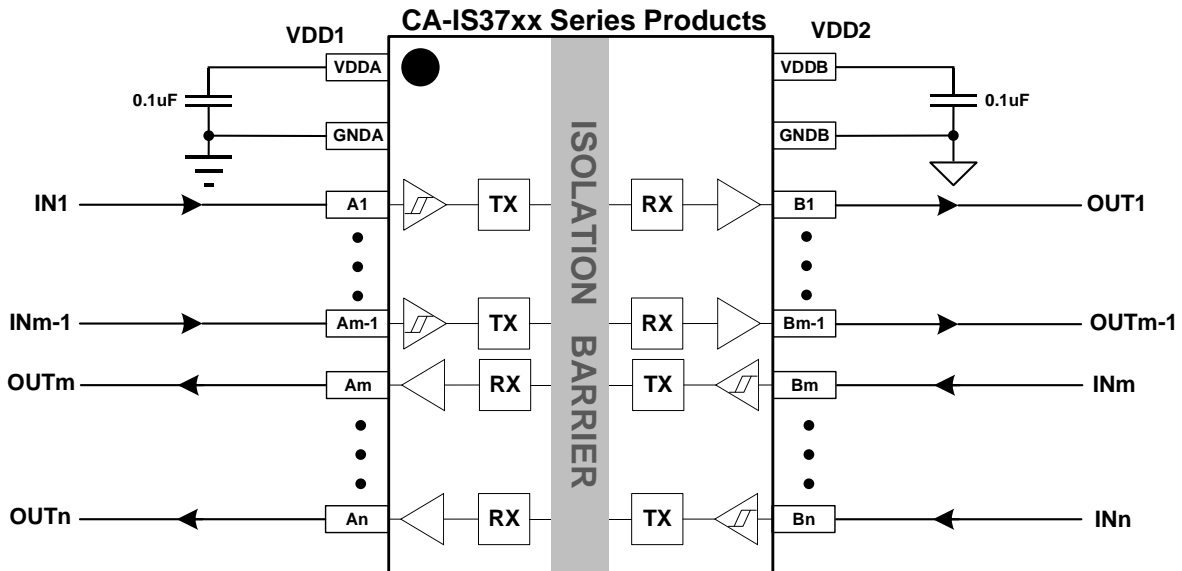 CA-IS37xx Series Products
VDD1
VDD2
VDDA
VDDB
0.1uF
0.1uF
GNDA
GNDB
ISOLATION BARRIER
IN1
A1
TX
RX
B1
OUT1
INm-1
Am-1
TX
RX
Bm-1
OUTm-1
OUTm
Am
RX
TX
Bm
INm
OUTn
An
RX
TX
Bn
INn